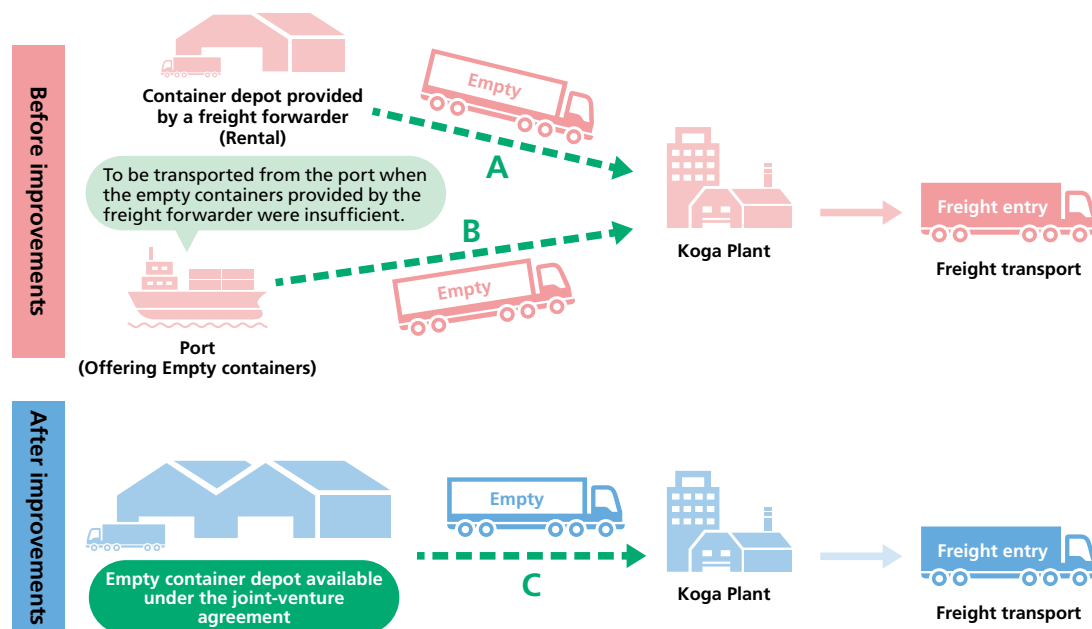 Before improvements
Container depot provided
by a freight forwarder
(Rental)
Empty
A
To be transported from the port when
the empty containers provided by the
freight forwarder were insufficient.
B
Empty
Port
(Offering Empty containers)
Koga Plant
Freight entry
Freight transport
After improvements
Empty container depot available
under the joint-venture
agreement
Empty
C
Koga Plant
Freight entry
Freight transport